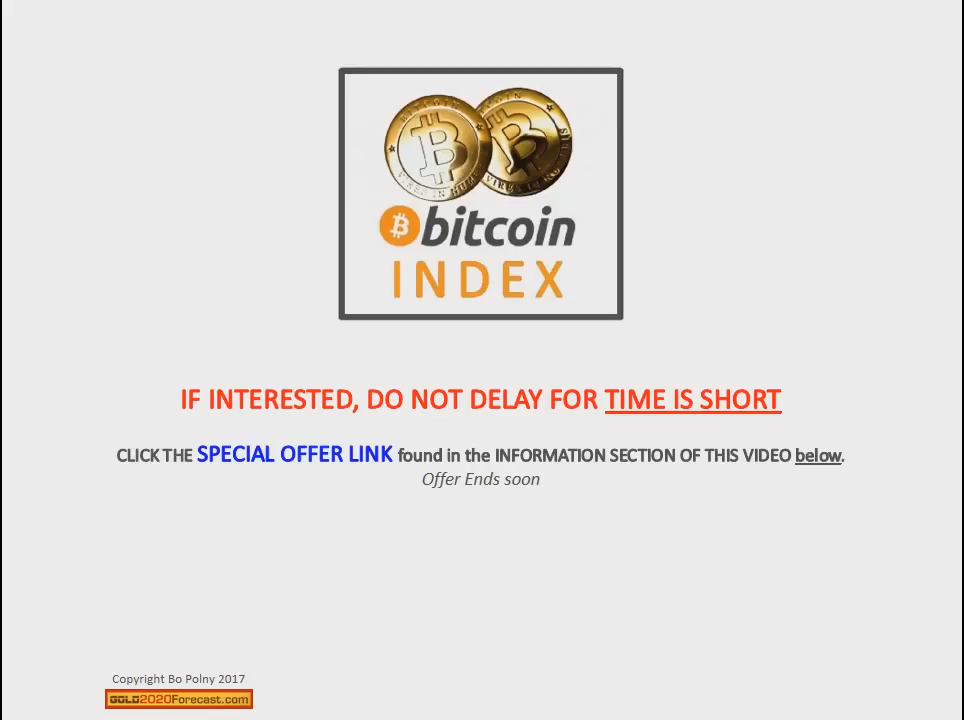 bitcoin
INDEX
IF INTERESTED, DO NOT DELAY FOR TIME IS SHORT
CLICK THE SPECIAL OFFER LINK found in the INFORMATION SECTION OF THIS VIDEO below.
Offer Ends soon
Copyright Bo Polny 2017
GOLD2020Forecast.com